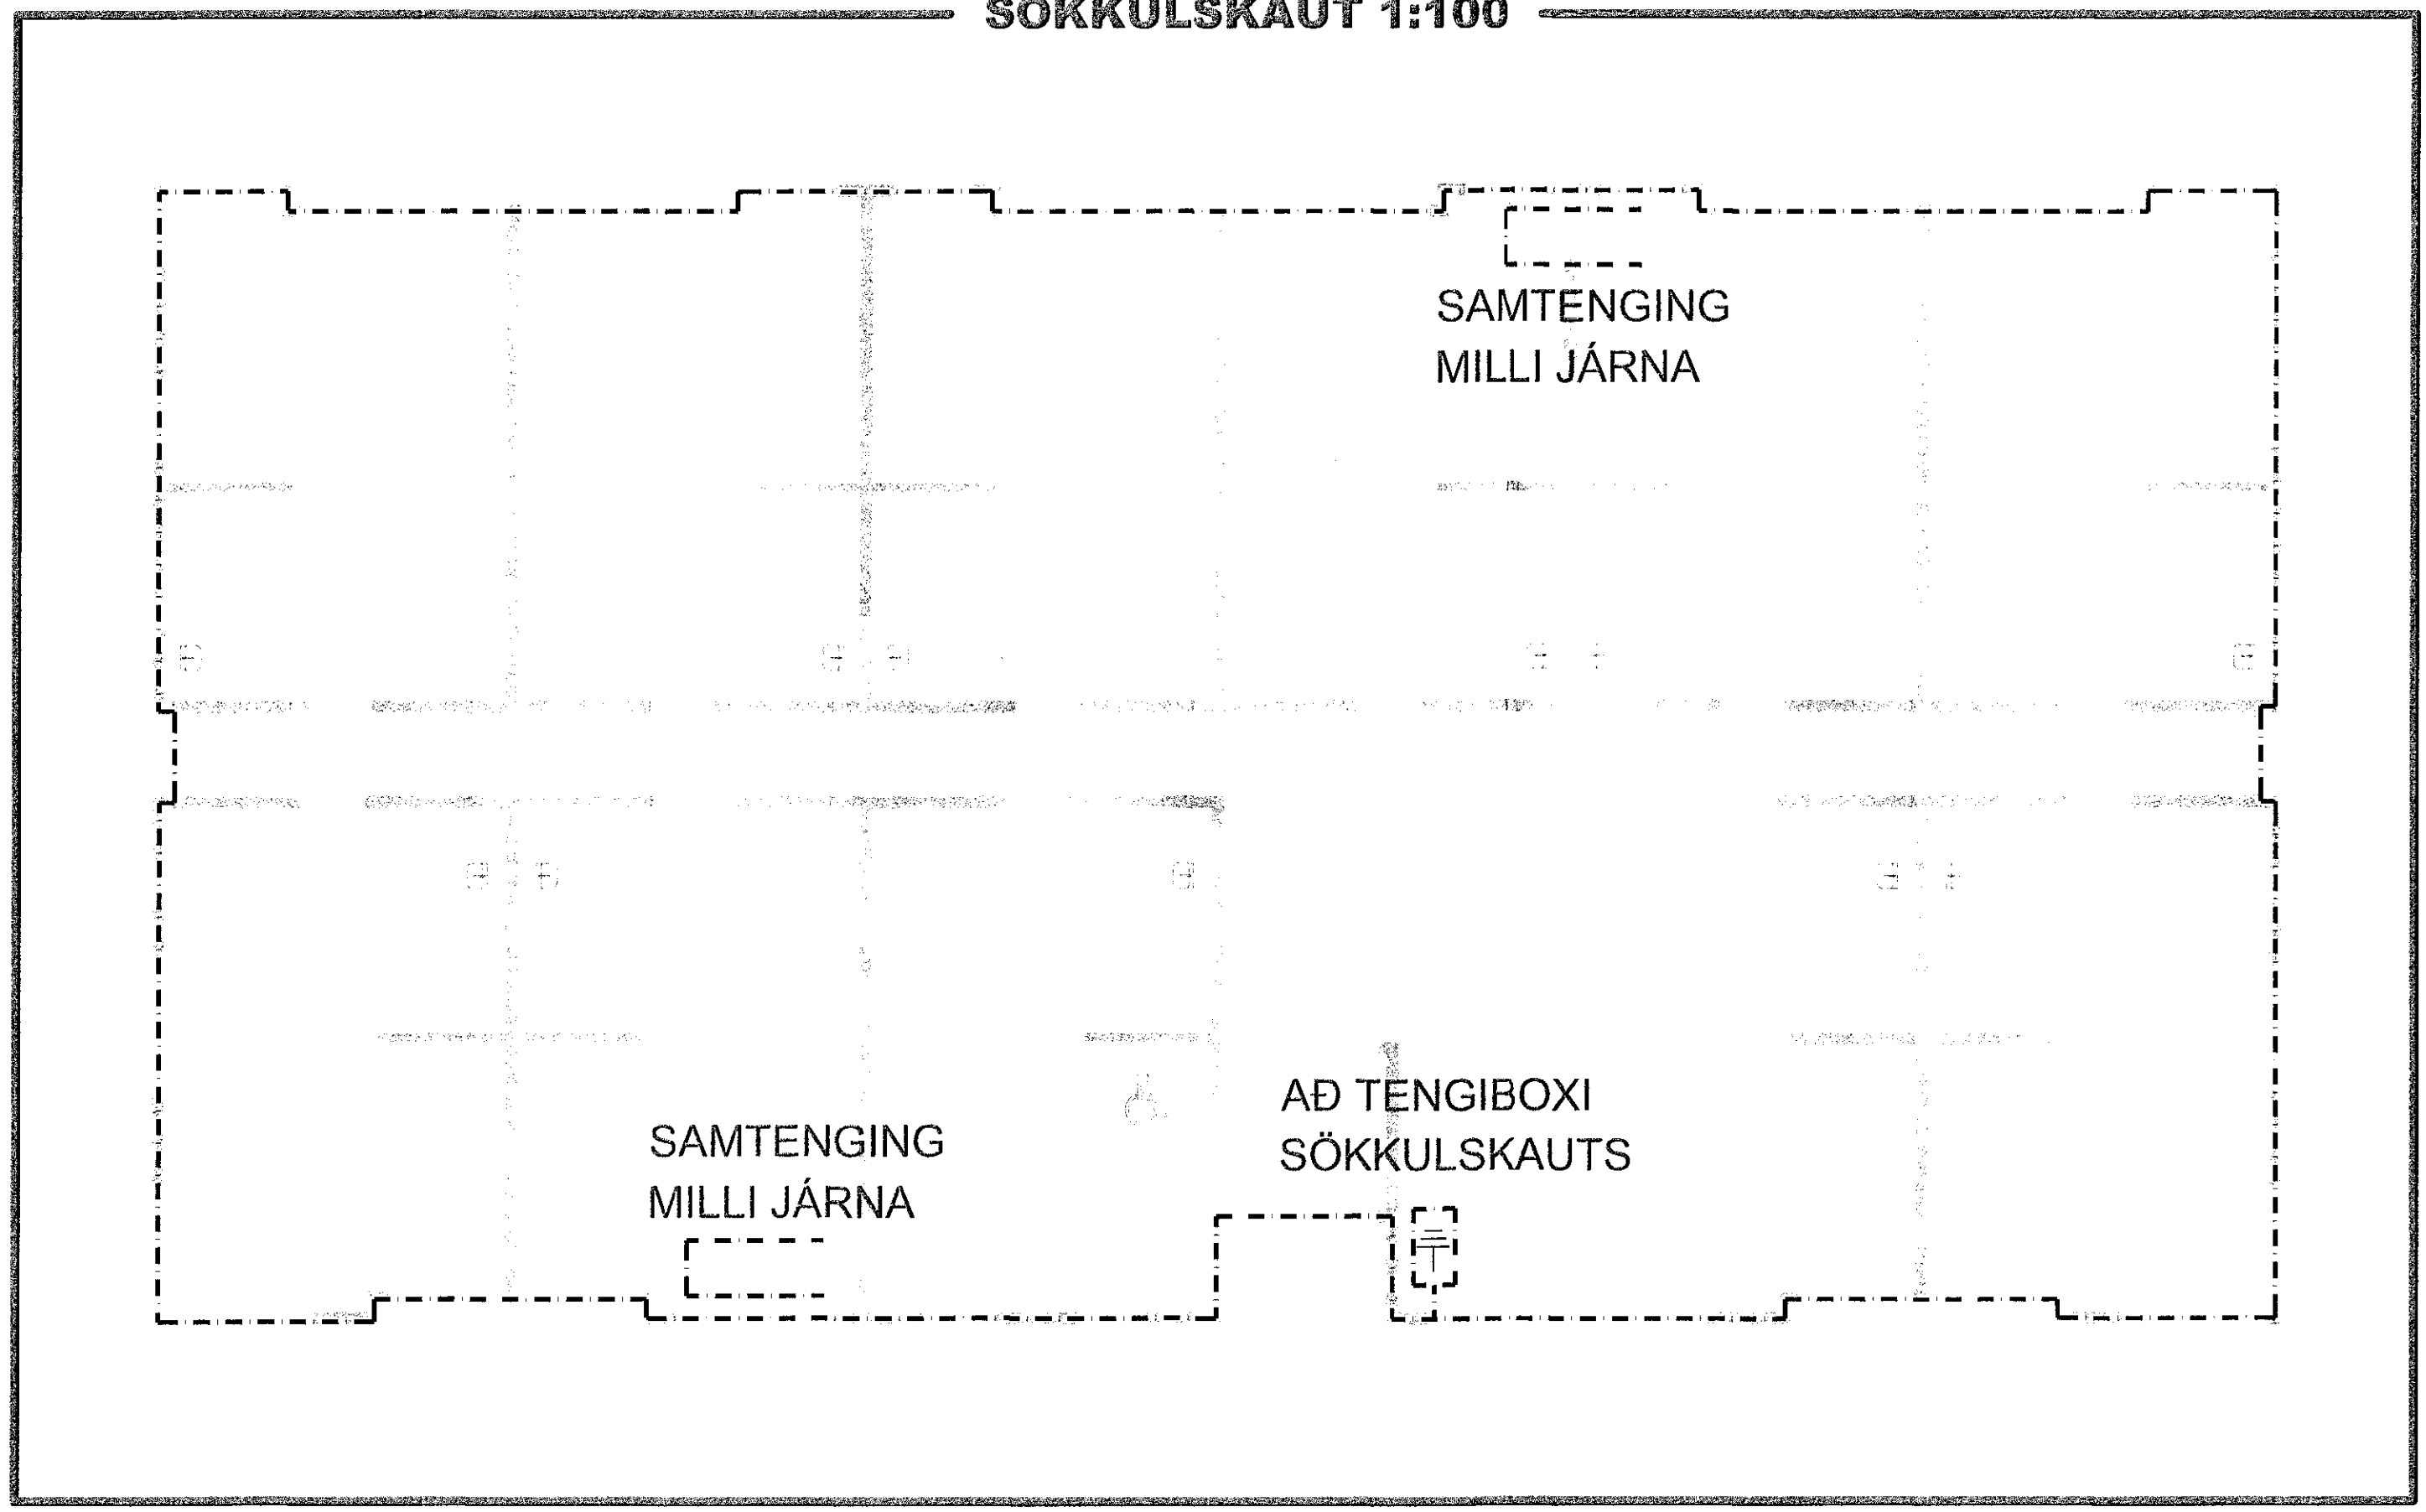 SÖKKULSKAUT 1:100
SAMTENGING
MILLI JÁRNA
AÐ TENGIBOXI
SÖKKULSKAUTS
SAMTENGING
MILLI JÁRNA